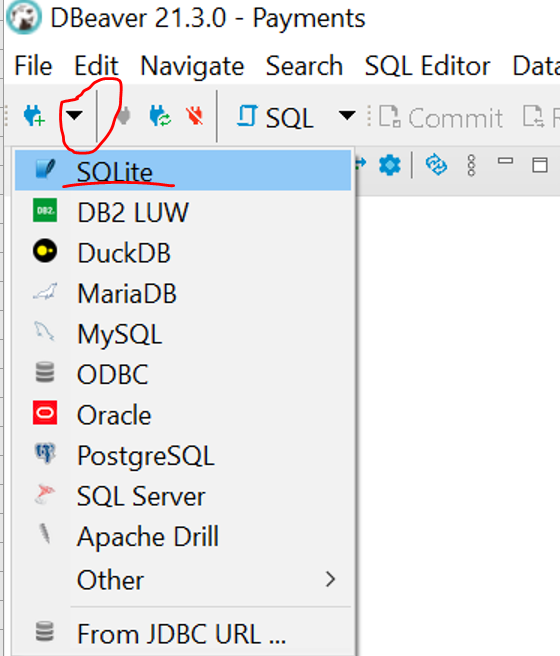 DBeaver 21.3.0 - Payments
File Edit Navigate Search SQL Editor Data
SQL Commit
SQLite
DB2. DB2 LUW
DuckDB
MariaDB
MySQL
ODBC
Oracle
PostgreSQL
SQL Server
Apache Drill
Other
From JDBC URL ...